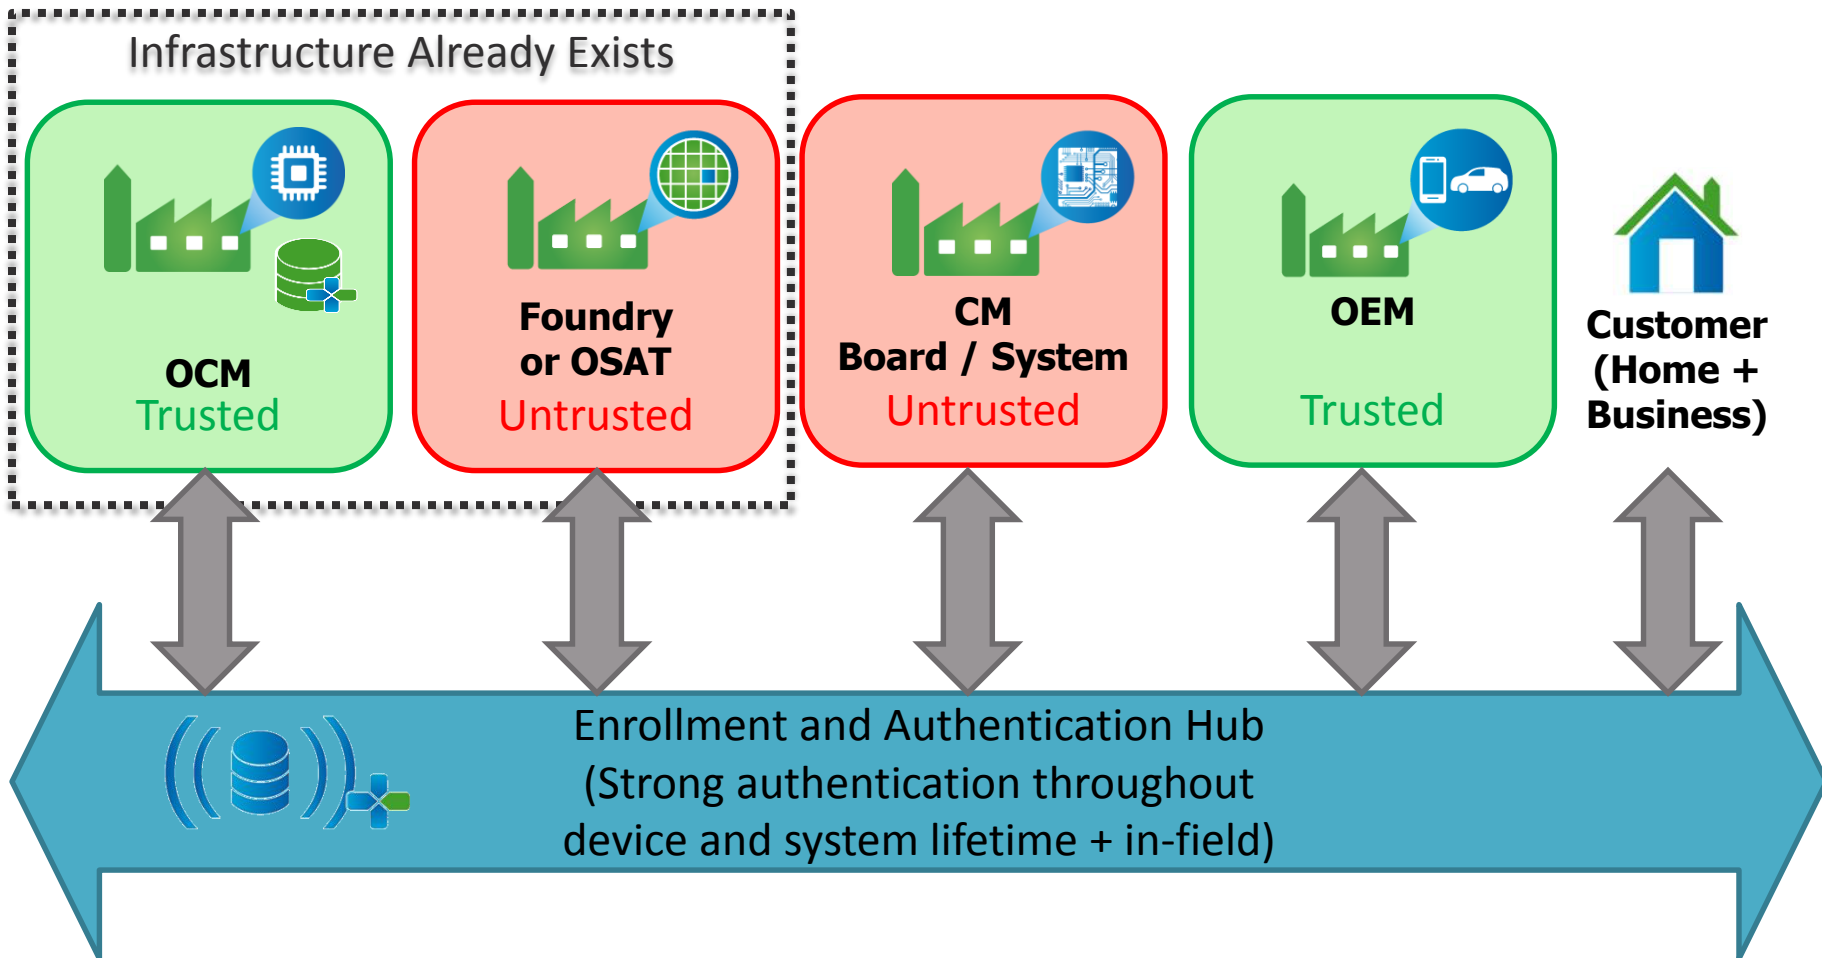 Infrastructure Already Exists
OCM
Trusted
Foundry
or OSAT
Untrusted
CM
Board / System
Untrusted
OEM
Trusted
Customer
(Home +
Business)
Enrollment and Authentication Hub
(Strong authentication throughout
device and system lifetime + in-field)